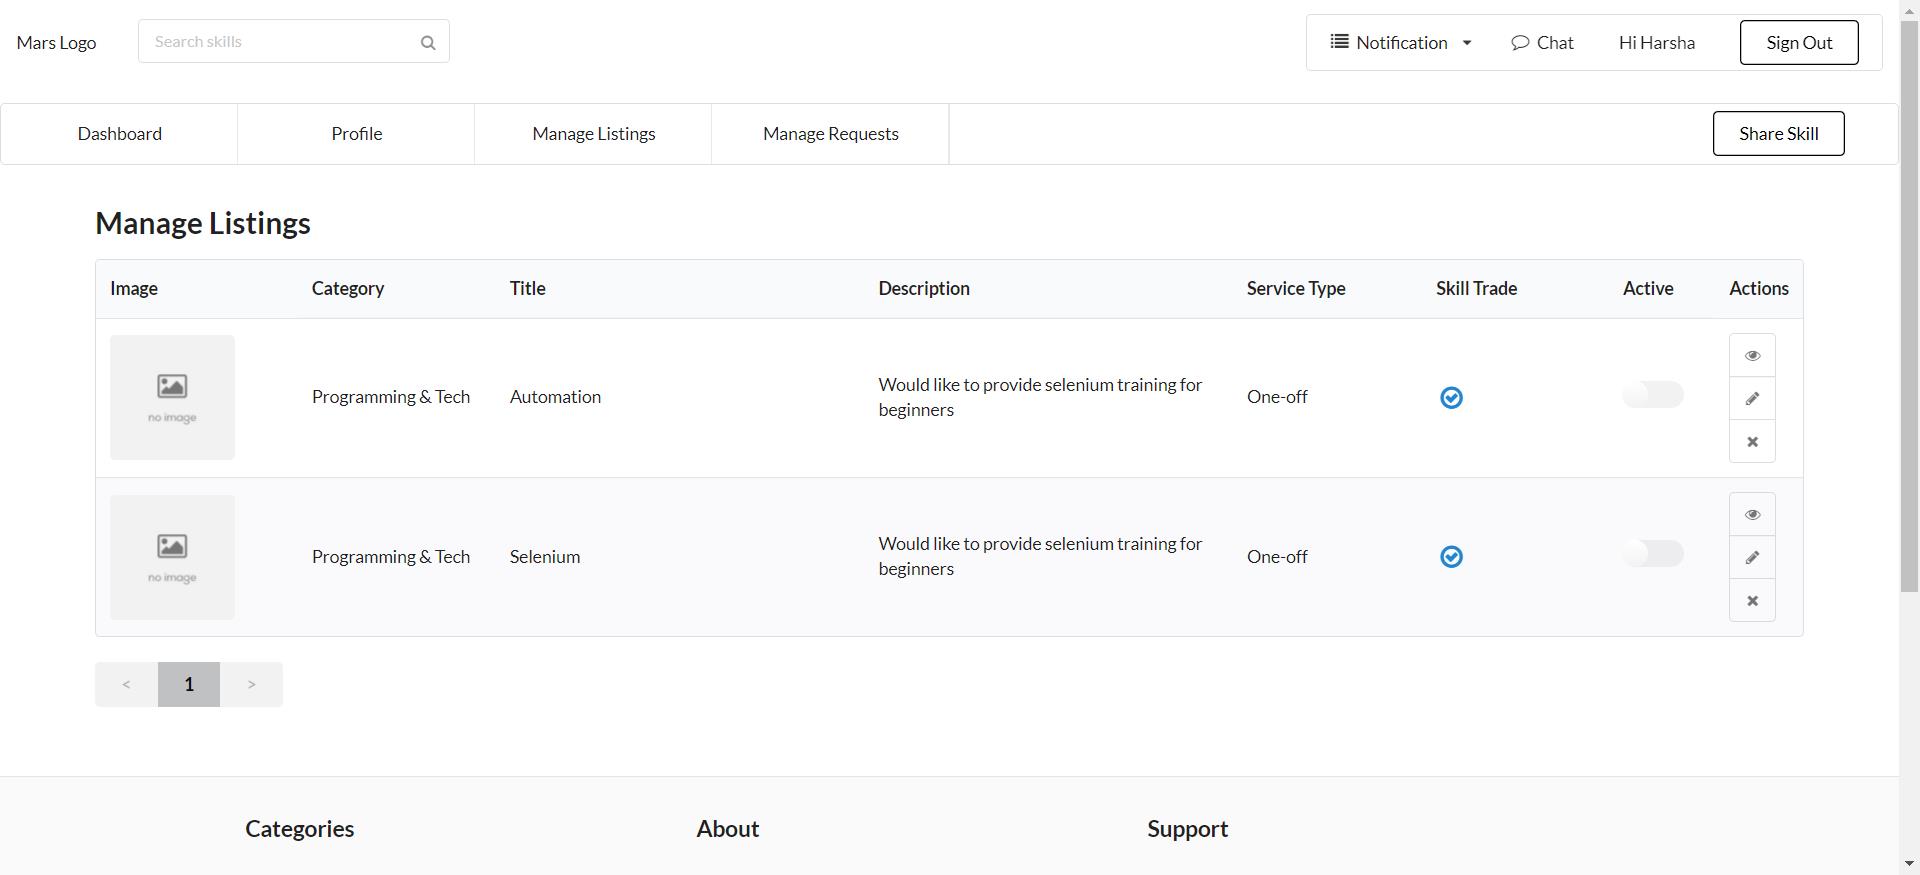 Mars Logo
Search skills
Notification
Chat
Hi Harsha
Sign Out
Dashboard
Profile
Manage Listings
Manage Requests
Share Skill
Manage Listings
Image Category Title Description Service Type Skill Trade Active Actions
no image
Programming & Tech
Automation
Would like to provide selenium training for
beginners
One-off
no image
Programming & Tech
Selenium
Would like to provide selenium training for
beginners
One-off
< 1 >
Categories
About
Support